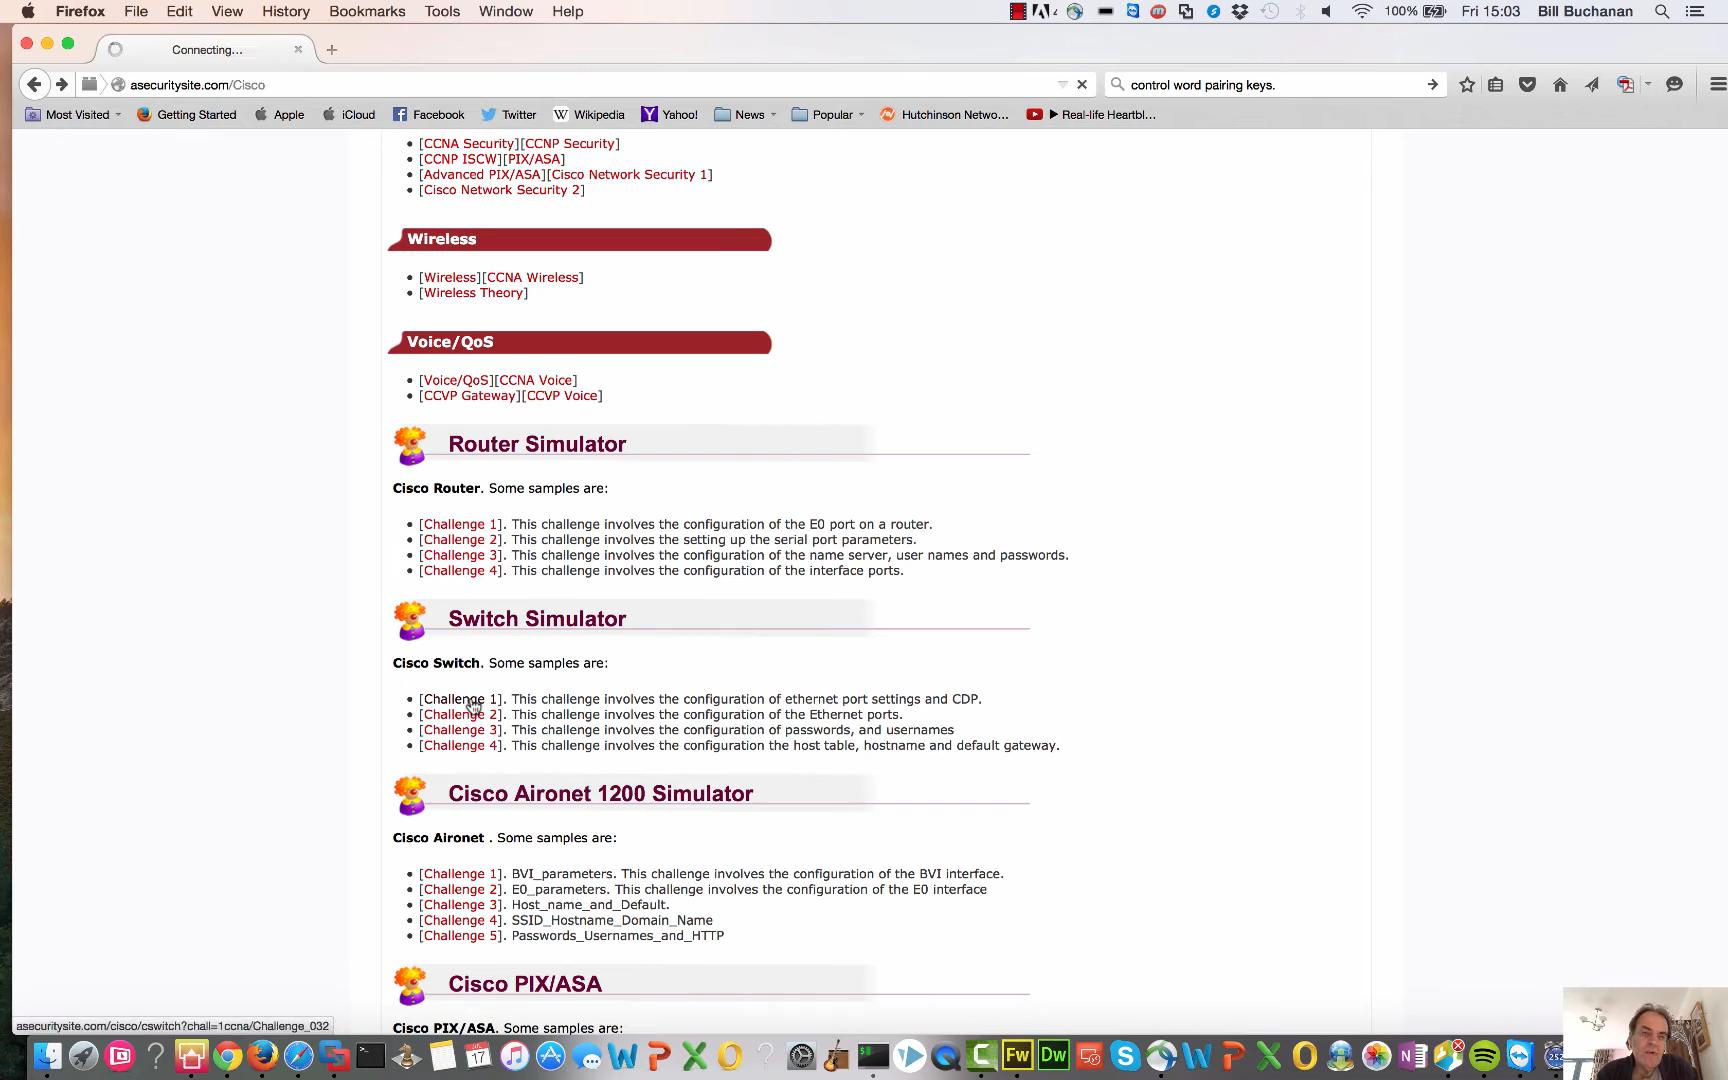 Firefox File Edit View History Bookmarks Tools Window Help 100% Fri 15:03 Bill Buchanan
Connecting...
asecuritysite.com/Cisco
control word pairing keys.
Most Visited Getting Started Apple iCloud Facebook Twitter Wikipedia Yahoo! News Popular Hutchinson Netwo... Real-life Heartbl...
[CCNA Security][CCNP Security]
[CCNP ISCW][PIX/ASA]
[Advanced PIX/ASA][Cisco Network Security 1]
[Cisco Network Security 2]
Wireless
[Wireless][CCNA Wireless]
[Wireless Theory]
Voice/QoS
[Voice/QoS][CCNA Voice]
[CCVP Gateway][CCVP Voice]
Router Simulator
Cisco Router. Some samples are:
[Challenge 1]. This challenge involves the configuration of the E0 port on a router.
[Challenge 2]. This challenge involves the setting up the serial port parameters.
[Challenge 3]. This challenge involves the configuration of the name server, user names and passwords.
[Challenge 4]. This challenge involves the configuration of the interface ports.
Switch Simulator
Cisco Switch. Some samples are:
[Challenge 1]. This challenge involves the configuration of ethernet port settings and CDP.
[Challenge 2]. This challenge involves the configuration of the Ethernet ports.
[Challenge 3]. This challenge involves the configuration of passwords, and usernames
[Challenge 4]. This challenge involves the configuration the host table, hostname and default gateway.
Cisco Aironet 1200 Simulator
Cisco Aironet . Some samples are:
[Challenge 1]. BVI_parameters. This challenge involves the configuration of the BVI interface.
[Challenge 2]. E0_parameters. This challenge involves the configuration of the E0 interface
[Challenge 3]. Host_name_and_Default.
[Challenge 4]. SSID_Hostname_Domain_Name
[Challenge 5]. Passwords_Usernames_and_HTTP
Cisco PIX/ASA
Cisco PIX/ASA. Some samples are:
asecuritysite.com/cisco/cswitch?chall=1ccna/Challenge_032
17
Fw
Dw
252